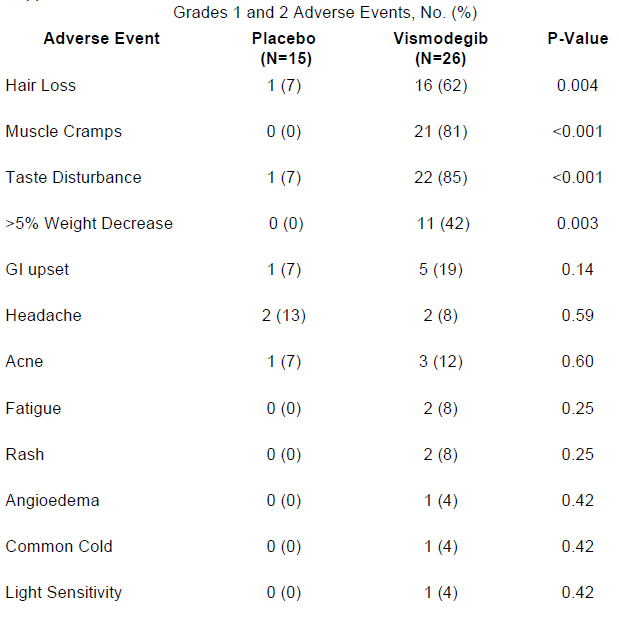 Grades 1 and 2 Adverse Events, No. (%)
Adverse Event Placebo Vismodegib P-Value
(N=15) (N=26)
Hair Loss 1 (7) 16 (62) 0.004
Muscle Cramps 0 (0) 21 (81) <0.001
Taste Disturbance 1 (7) 22 (85) <0.001
>5% Weight Decrease 0 (0) 11 (42) 0.003
GI upset 1 (7) 5 (19) 0.14
Headache 2 (13) 2 (8) 0.59
Acne 1 (7) 3 (12) 0.60
Fatigue 0 (0) 2 (8) 0.25
Rash 0 (0) 2 (8) 0.25
Angioedema 0 (0) 1 (4) 0.42
Common Cold 0 (0) 1 (4) 0.42
Light Sensitivity 0 (0) 1 (4) 0.42